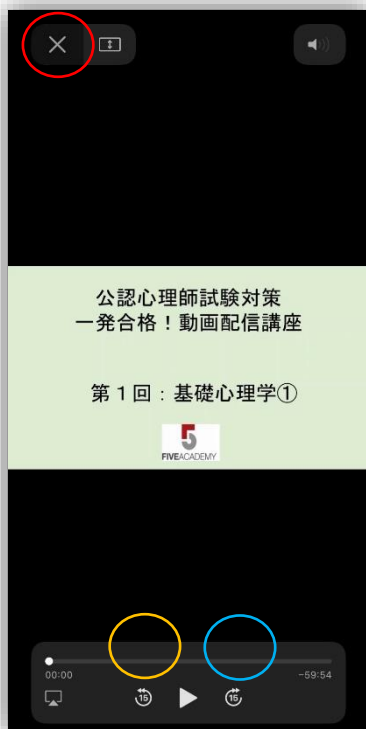 公認心理師試験対策
一発合格！動画配信講座
第１回：基礎心理学①
5
FIVEACADEMY
00:00
-59:54
15
15